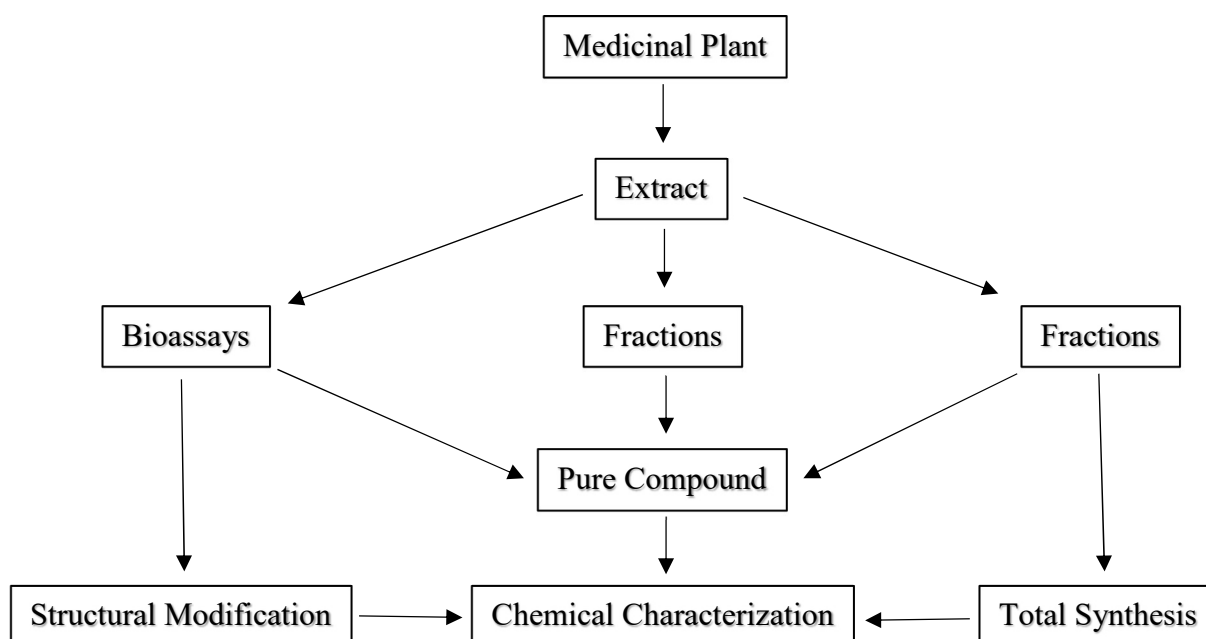 Medicinal Plant
Extract
Bioassays
Fractions
Fractions
Pure Compound
Structural Modification
Chemical Characterization
Total Synthesis